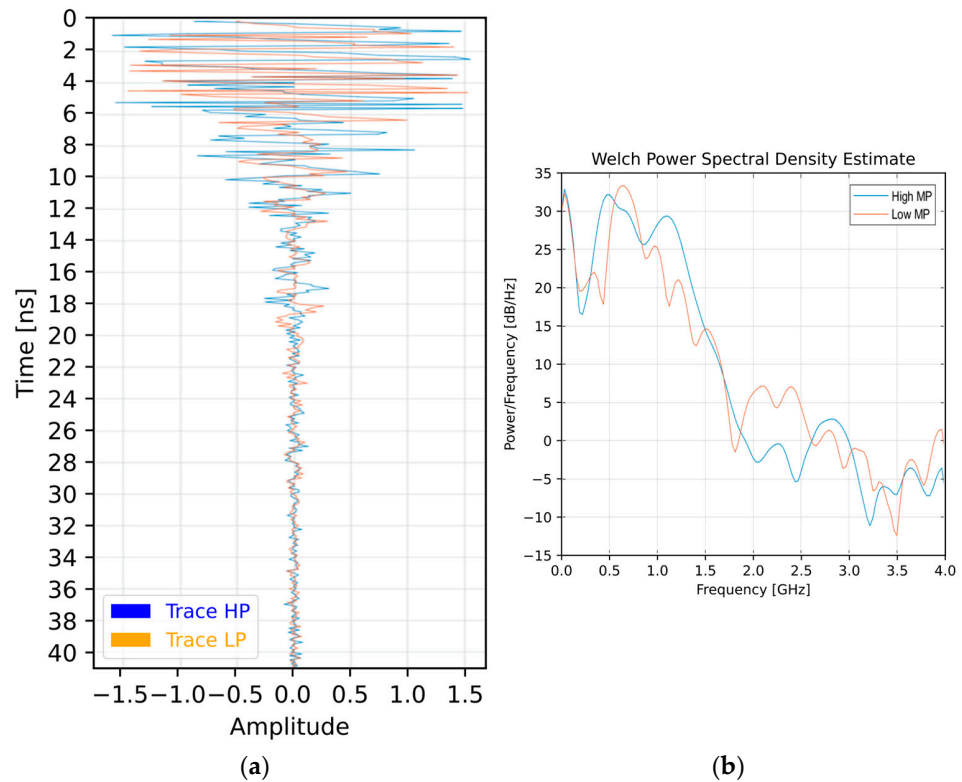 0
2
4
6
8
10
12
14
16
18
20
22
24
26
28
30
32
34
36
38
40
Time [ns]
Trace HP
Trace LP
−1.5 −1.0 −0.5 0.0 0.5 1.0 1.5
Amplitude
(a)
Welch Power Spectral Density Estimate
35
30
25
20
15
10
5
0
−5
−10
−15
Power/Frequency [dB/Hz]
High MP
Low MP
0.0 0.5 1.0 1.5 2.0 2.5 3.0 3.5 4.0
Frequency [GHz]
(b)